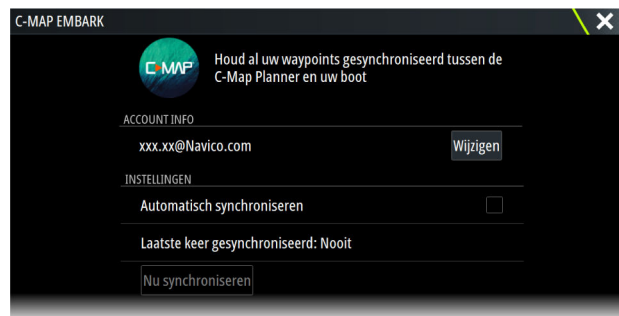 C-MAP EMBARK
C-MAP
Houd al uw waypoints gesynchroniseerd tussen de
C-Map Planner en uw boot
ACCOUNT INFO
xxx.xx@Navico.com
Wijzigen
INSTELLINGEN
Automatisch synchroniseren
Laatste keer gesynchroniseerd: Nooit
Nu synchroniseren